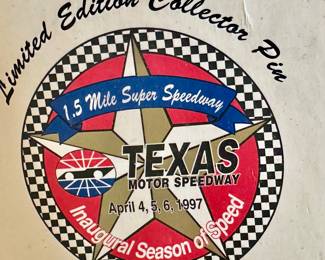 Limited Edition Collector Pin
1.5 Mile Super Speedway
TEXAS
MOTOR SPEEDWAY
April 4, 5, 6, 1997
Inaugural Season of Speed